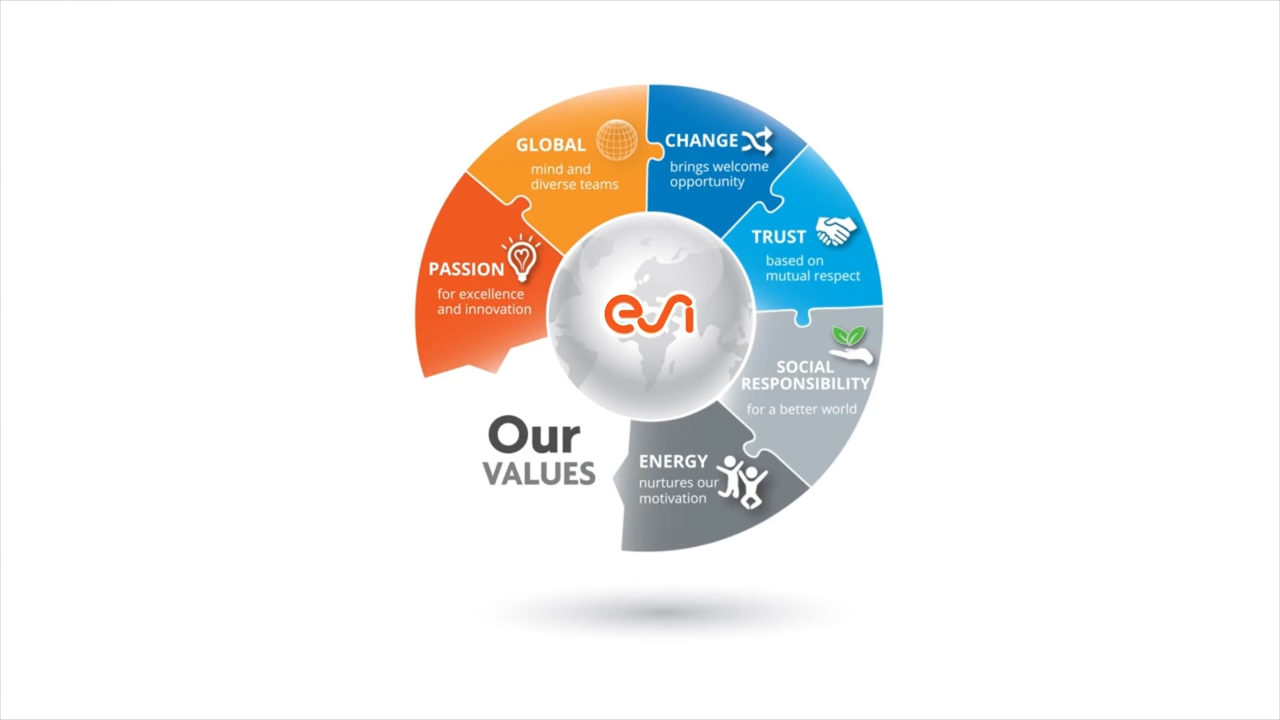 GLOBAL
mind and
diverse teams
CHANGE
brings welcome
opportunity
PASSION
for excellence
and innovation
TRUST
based on
mutual respect
esi
SOCIAL
RESPONSIBILITY
for a better world
Our
VALUES
ENERGY
nurtures our
motivation